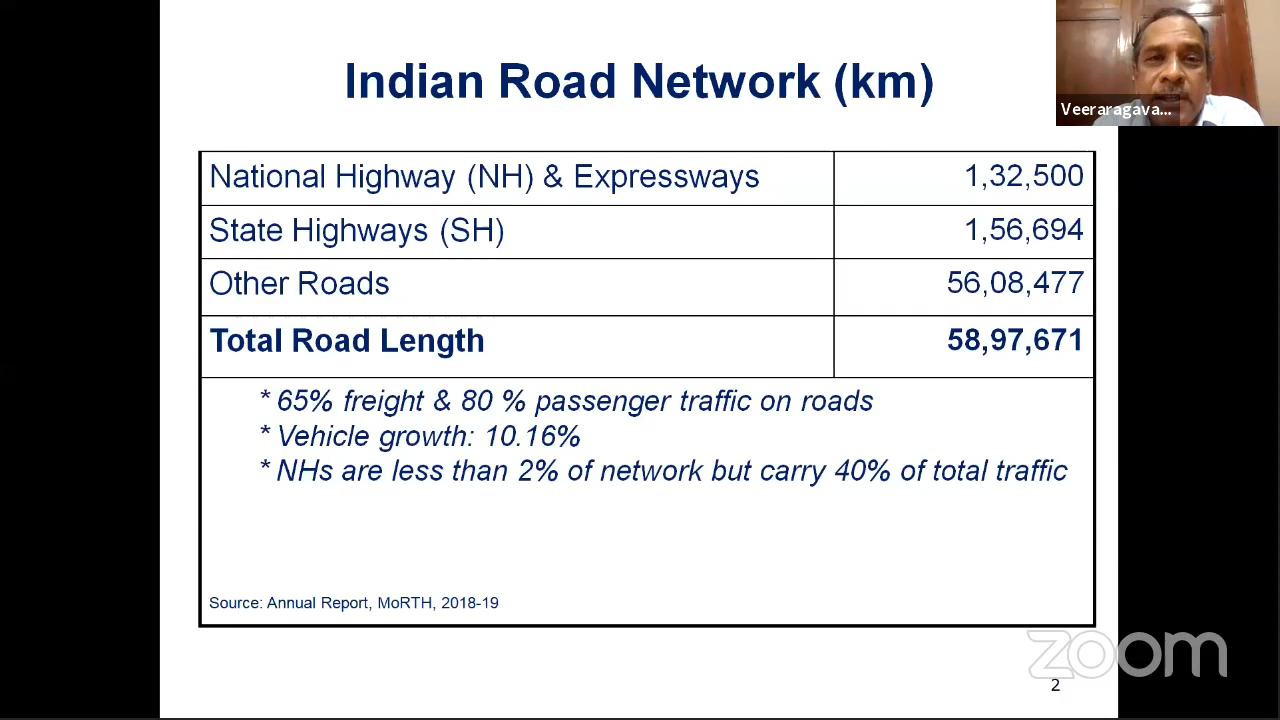 Indian Road Network (km)
Veeraragava...
National Highway (NH) & Expressways 1,32,500
State Highways (SH) 1,56,694
Other Roads 56,08,477
Total Road Length 58,97,671
* 65% freight & 80 % passenger traffic on roads
* Vehicle growth: 10.16%
* NHs are less than 2% of network but carry 40% of total traffic
Source: Annual Report, MoRTH, 2018-19
zoom
2